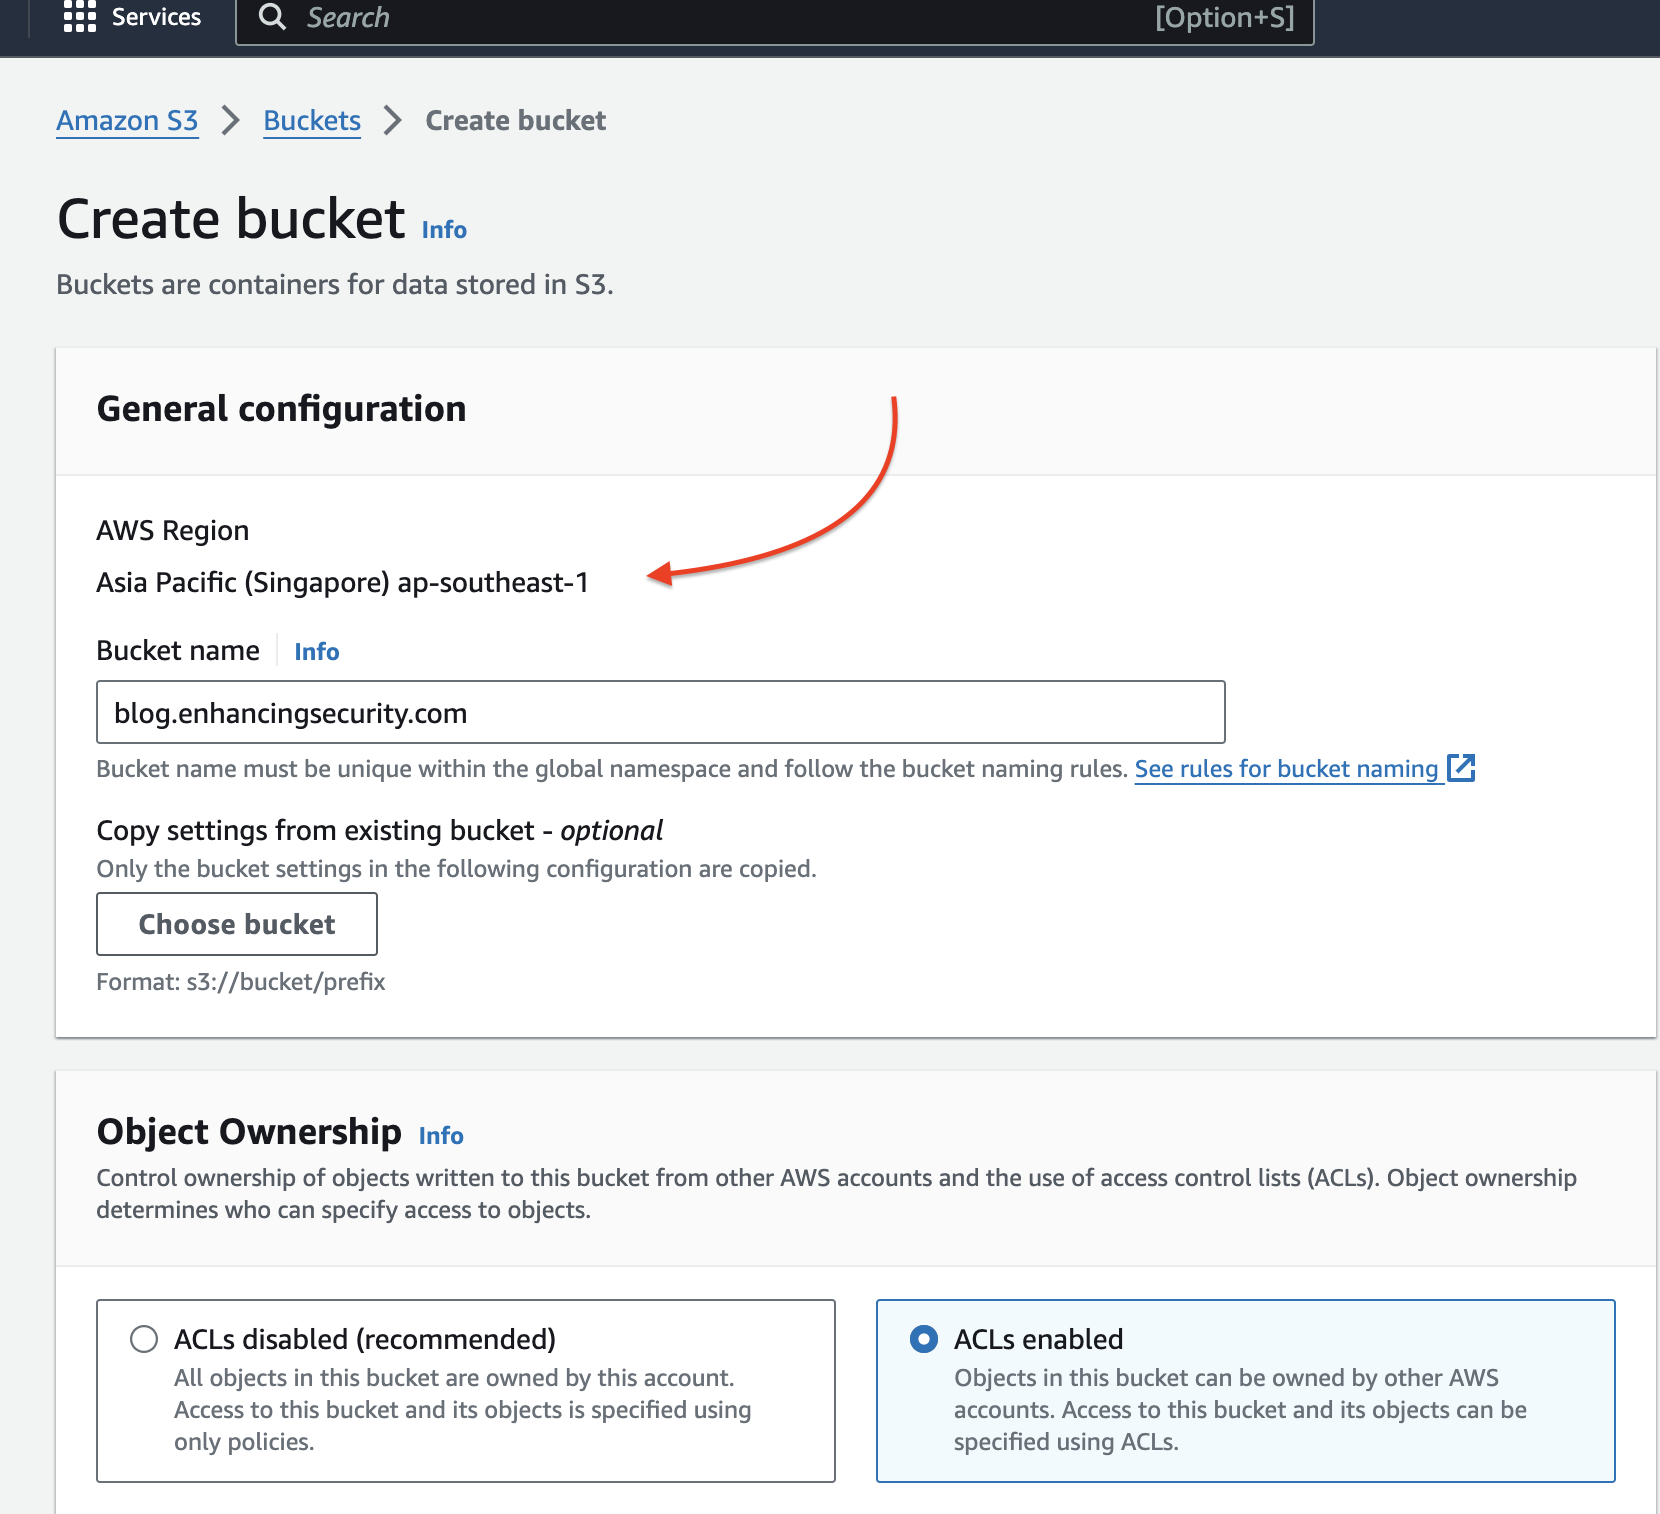 Services
Search [Option+S]
Amazon S3 > Buckets > Create bucket
Create bucket Info
Buckets are containers for data stored in S3.
General configuration
AWS Region
Asia Pacific (Singapore) ap-southeast-1
Bucket name Info
blog.enhancingsecurity.com
Bucket name must be unique within the global namespace and follow the bucket naming rules. See rules for bucket naming
Copy settings from existing bucket - optional
Only the bucket settings in the following configuration are copied.
Choose bucket
Format: s3://bucket/prefix
Object Ownership Info
Control ownership of objects written to this bucket from other AWS accounts and the use of access control lists (ACLs). Object ownership
determines who can specify access to objects.
ACLs disabled (recommended)
All objects in this bucket are owned by this account.
Access to this bucket and its objects is specified using
only policies.
ACLs enabled
Objects in this bucket can be owned by other AWS
accounts. Access to this bucket and its objects can be
specified using ACLs.